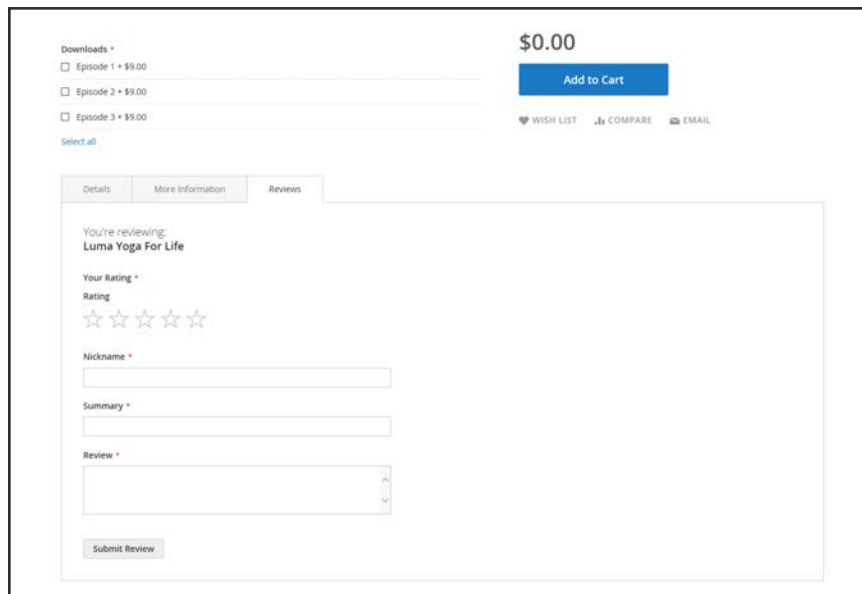 Downloads *
Episode 1 + $9.00
Episode 2 + $9.00
Episode 3 + $9.00
Select all
$0.00
Add to Cart
WISH LIST COMPARE EMAIL
Details More Information Reviews
You're reviewing:
Luma Yoga For Life
Your Rating *
Rating
Nickname *
Summary *
Review *
Submit Review